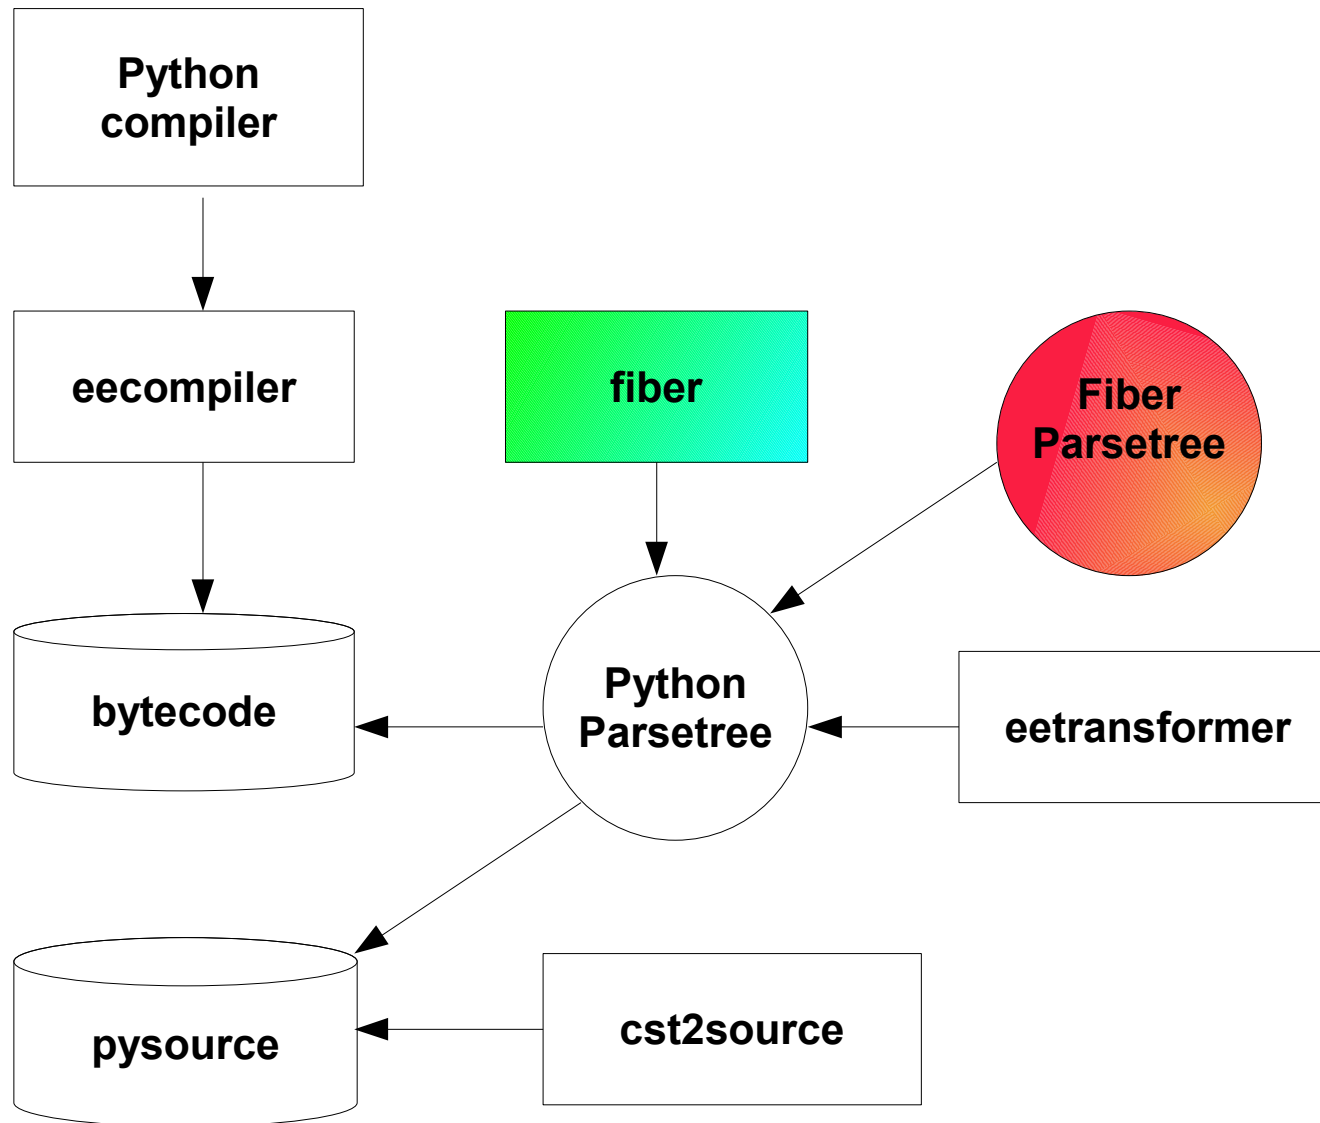 Python
compiler
eecompiler
fiber
Fiber
Parsetree
bytecode
Python
Parsetree
eetransformer
pysource
cst2source